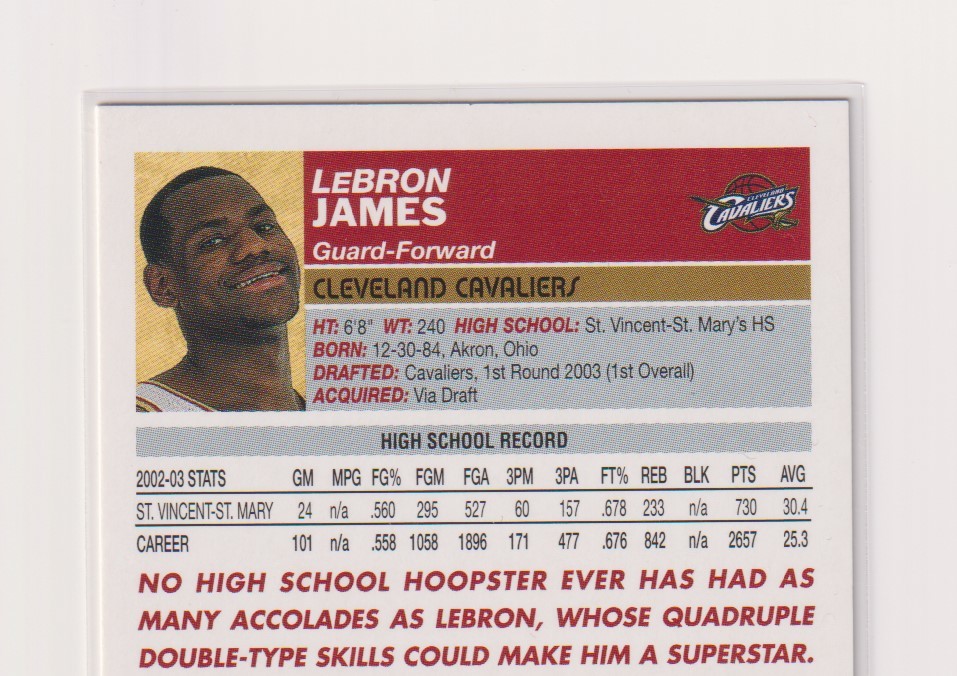 LEBRON
JAMES
Guard-Forward
CLEVELAND CAVALIERS
CLEVELAND CAVALIERS
HT: 6'8" WT: 240 HIGH SCHOOL: St. Vincent-St. Mary's HS
BORN: 12-30-84, Akron, Ohio
DRAFTED: Cavaliers, 1st Round 2003 (1st Overall)
ACQUIRED: Via Draft
HIGH SCHOOL RECORD
2002-03 STATS GM MPG FG% FGM FGA 3PM 3PA FT% REB BLK PTS AVG
ST. VINCENT-ST. MARY 24 n/a .560 295 527 60 157 .678 233 n/a 730 30.4
CAREER 101 n/a .558 1058 1896 171 477 .676 842 n/a 2657 25.3
NO HIGH SCHOOL HOOPSTER EVER HAS HAD AS
MANY ACCOLADES AS LEBRON, WHOSE QUADRUPLE
DOUBLE-TYPE SKILLS COULD MAKE HIM A SUPERSTAR.